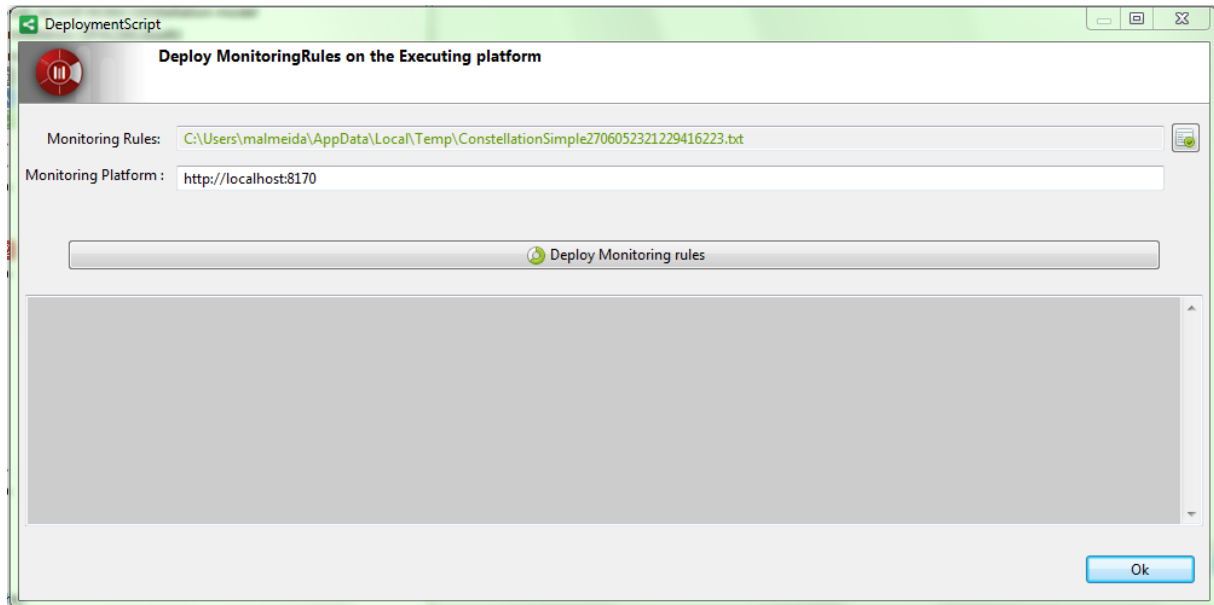 DeploymentScript
Deploy MonitoringRules on the Executing platform
Monitoring Rules: C:\Users\malmeida\AppData\Local\Temp\ConstellationSimple2706052321229416223.txt
Monitoring Platform : http://localhost:8170
Deploy Monitoring rules
Ok